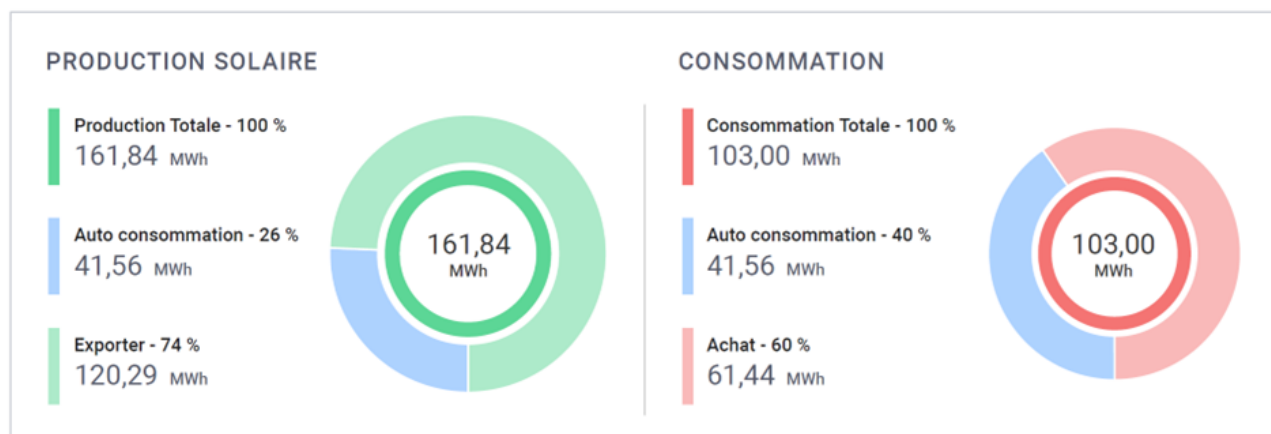 PRODUCTION SOLAIRE
Production Totale - 100 %
161,84 MWh
Auto consommation - 26 %
41,56 MWh
Exporter - 74 %
120,29 MWh
161,84
MWh
CONSOMMATION
Consommation Totale - 100 %
103,00 MWh
Auto consommation - 40 %
41,56 MWh
Achat - 60 %
61,44 MWh
103,00
MWh